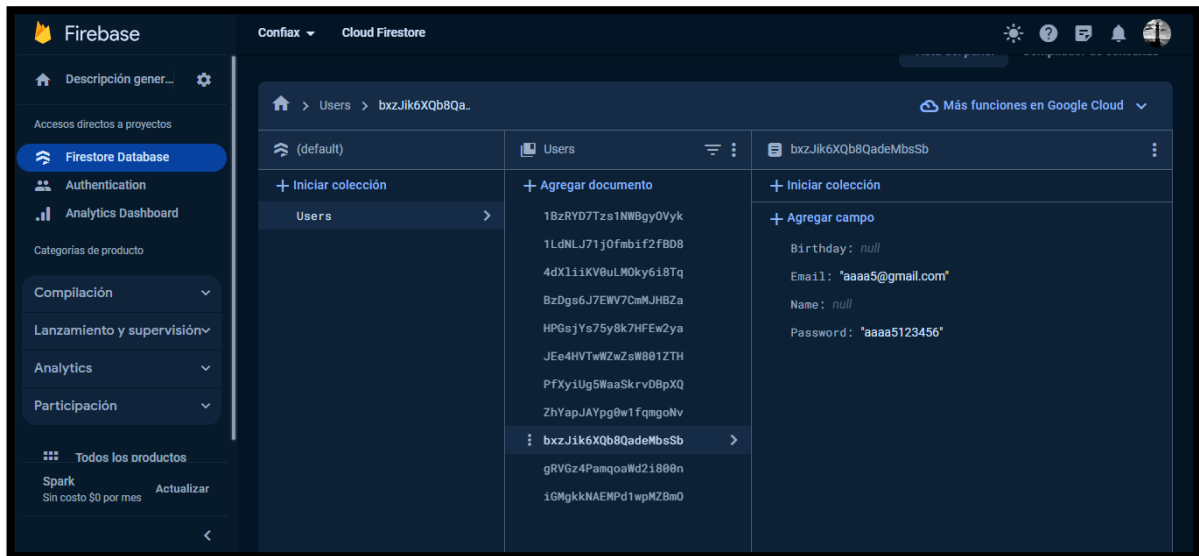 Firebase
Confiax
Cloud Firestore
Descripción gener...
Accesos directos a proyectos
Firestore Database
Authentication
Analytics Dashboard
Categorías de producto
Compilación
Lanzamiento y supervisión
Analytics
Participación
Todos los productos
Spark
Sin costo $0 por mes
Actualizar
Users > bxzJik6XQb8Qa..
Más funciones en Google Cloud
(default)
+ Iniciar colección
Users
Users
+ Agregar documento
1BzRYD7Tzs1NWBgyOVyk
1LdNLJ71jOfmbif2fBD8
4dXliiKV0uLMOky6i8Tq
BzDgs6J7EWV7CmMJHBZa
HPGsjYs75y8k7HFEw2ya
JEe4HVTwWZwZsW801ZTH
PfXyiUg5WaaSkrvDBpXQ
ZhYapJAYpg0w1fqmgoNv
bxzJik6XQb8QadeMbsSb
gRVGz4PamqoaWd2i800n
iGMgkkNAEMPd1wpMZBmO
bxzJik6XQb8QadeMbsSb
+ Iniciar colección
+ Agregar campo
Birthday: null
Email: "aaaa5@gmail.com"
Name: null
Password: "aaaa5123456"